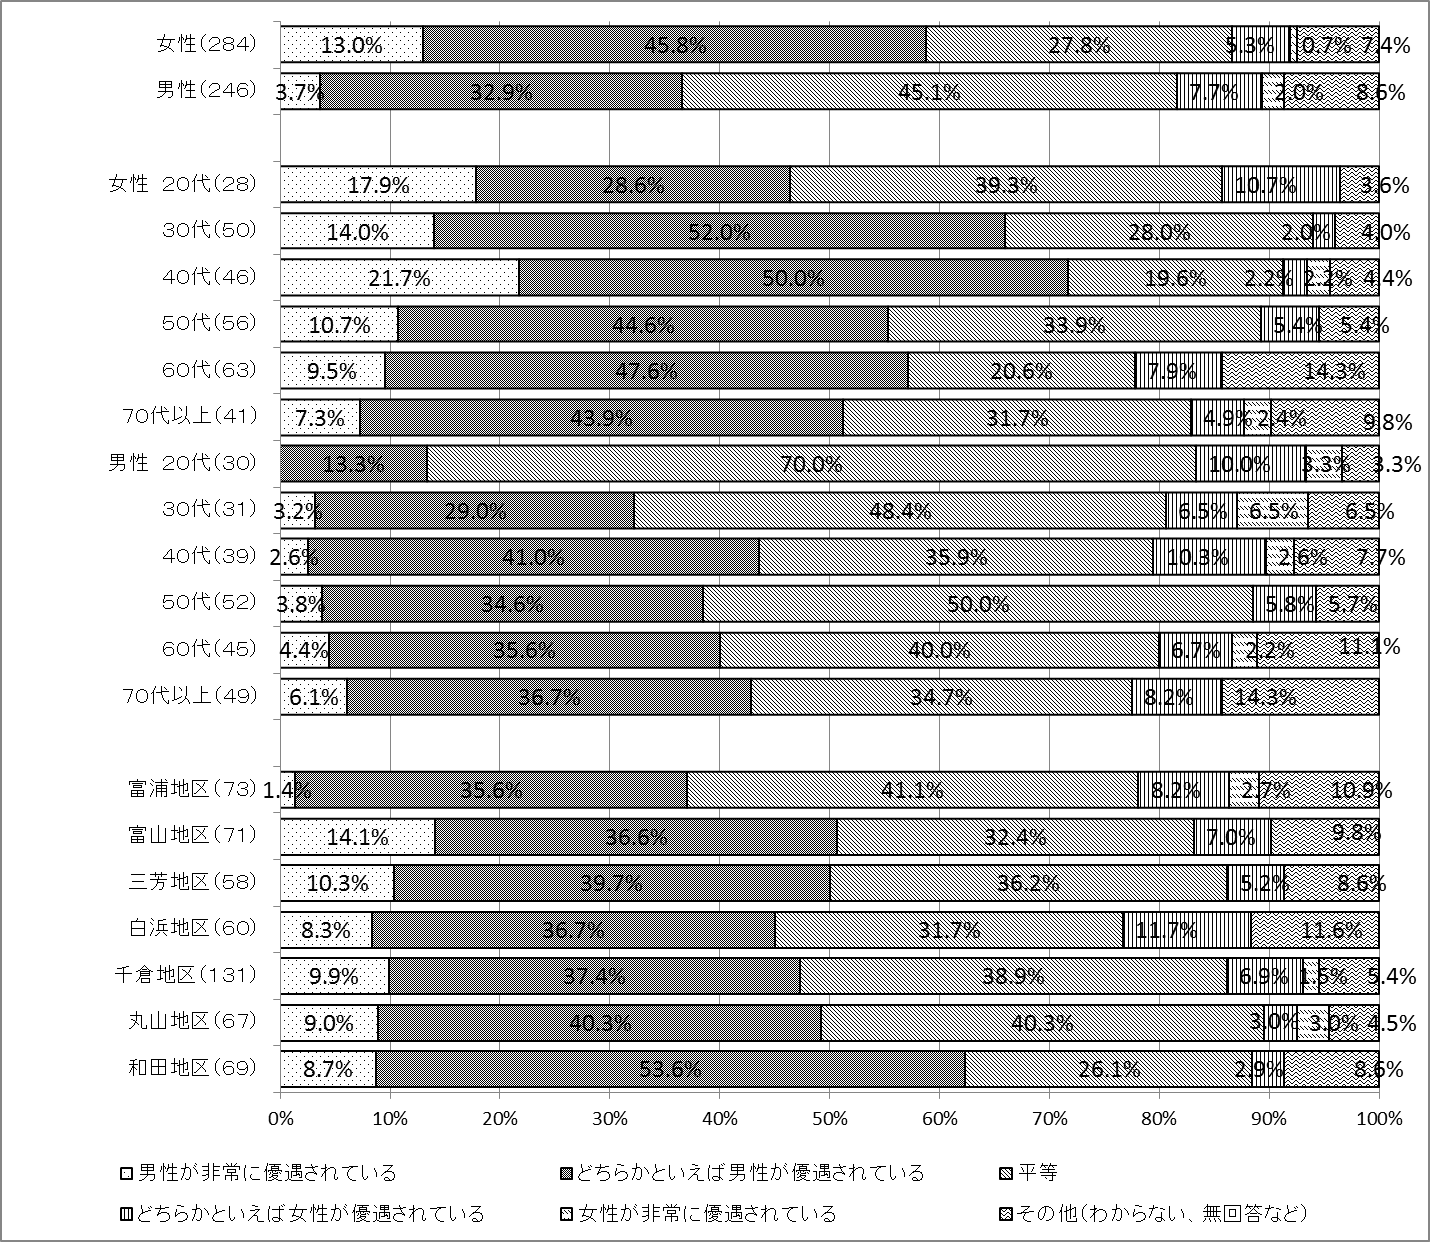 女性(284) 13.0% 45.8% 27.8% 5.3% 0.7% 7.4%
男性(246) 3.7% 32.9% 45.1% 7.7% 2.0% 8.6%
女性 20代(28) 17.9% 28.6% 39.3% 10.7% 3.6%
30代(50) 14.0% 52.0% 28.0% 2.0% 4.0%
40代(46) 21.7% 50.0% 19.6% 2.2% 2.2% 4.4%
50代(56) 10.7% 44.6% 33.9% 5.4% 5.4%
60代(63) 9.5% 47.6% 20.6% 7.9% 14.3%
70代以上(41) 7.3% 43.9% 31.7% 4.9% 2.4% 9.8%
男性 20代(30) 13.3% 70.0% 10.0% 3.3% 3.3%
30代(31) 3.2% 29.0% 48.4% 6.5% 6.5% 6.5%
40代(39) 2.6% 41.0% 35.9% 10.3% 2.6% 7.7%
50代(52) 3.8% 34.6% 50.0% 5.8% 5.7%
60代(45) 4.4% 35.6% 40.0% 6.7% 2.2% 11.1%
70代以上(49) 6.1% 36.7% 34.7% 8.2% 14.3%
富浦地区(73) 1.4% 35.6% 41.1% 8.2% 2.7% 10.9%
富山地区(71) 14.1% 36.6% 32.4% 7.0% 9.8%
三芳地区(58) 10.3% 39.7% 36.2% 5.2% 8.6%
白浜地区(60) 8.3% 36.7% 31.7% 11.7% 11.6%
千倉地区(131) 9.9% 37.4% 38.9% 6.9% 1.5% 5.4%
丸山地区(67) 9.0% 40.3% 40.3% 3.0% 3.0% 4.5%
和田地区(69) 8.7% 53.6% 26.1% 2.9% 8.6%
0% 10% 20% 30% 40% 50% 60% 70% 80% 90% 100%
男性が非常に優遇されている どちらかといえば男性が優遇されている 平等
どちらかといえば女性が優遇されている 女性が非常に優遇されている その他(わからない、無回答など)